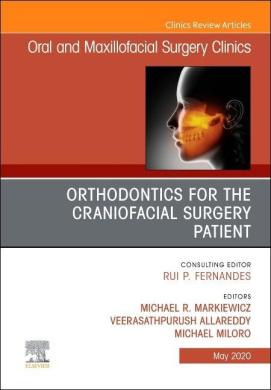 Clinics Review Articles
Oral and Maxillofacial Surgery Clinics
ORTHODONTICS FOR THE
CRANIOFACIAL SURGERY
PATIENT
CONSULTING EDITOR
RUI P. FERNANDES
EDITORS
MICHAEL R. MARKIEWICZ
VEERASATHPURUSH ALLAREDDY
MICHAEL MILORO
May 2020
ELSEVIER